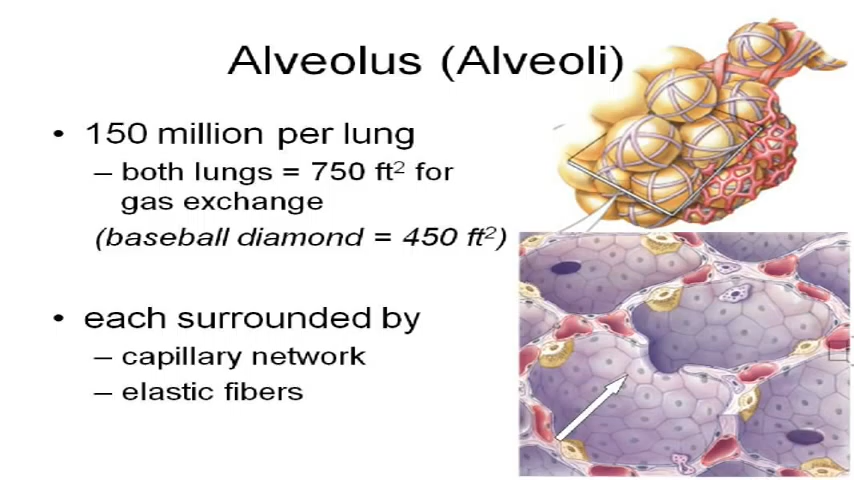 Alveolus (Alveoli)
• 150 million per lung
– both lungs = 750 ft² for
gas exchange
(baseball diamond = 450 ft²)
• each surrounded by
– capillary network
– elastic fibers